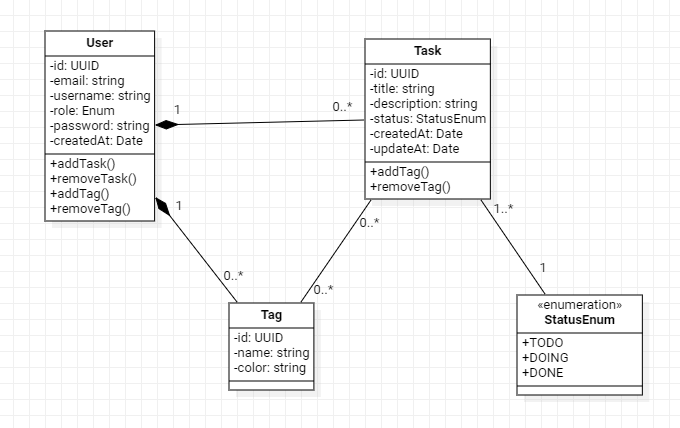 User
-id: UUID
-email: string
-username: string
-role: Enum
-password: string
-createdAt: Date
+addTask()
+removeTask()
+addTag()
+removeTag()
1
0..*
Task
-id: UUID
-title: string
-description: string
-status: StatusEnum
-createdAt: Date
-updateAt: Date
+addTag()
+removeTag()
1
0..*
0..*
0..*
1..*
1
Tag
-id: UUID
-name: string
-color: string
«enumeration»
StatusEnum
+TODO
+DOING
+DONE